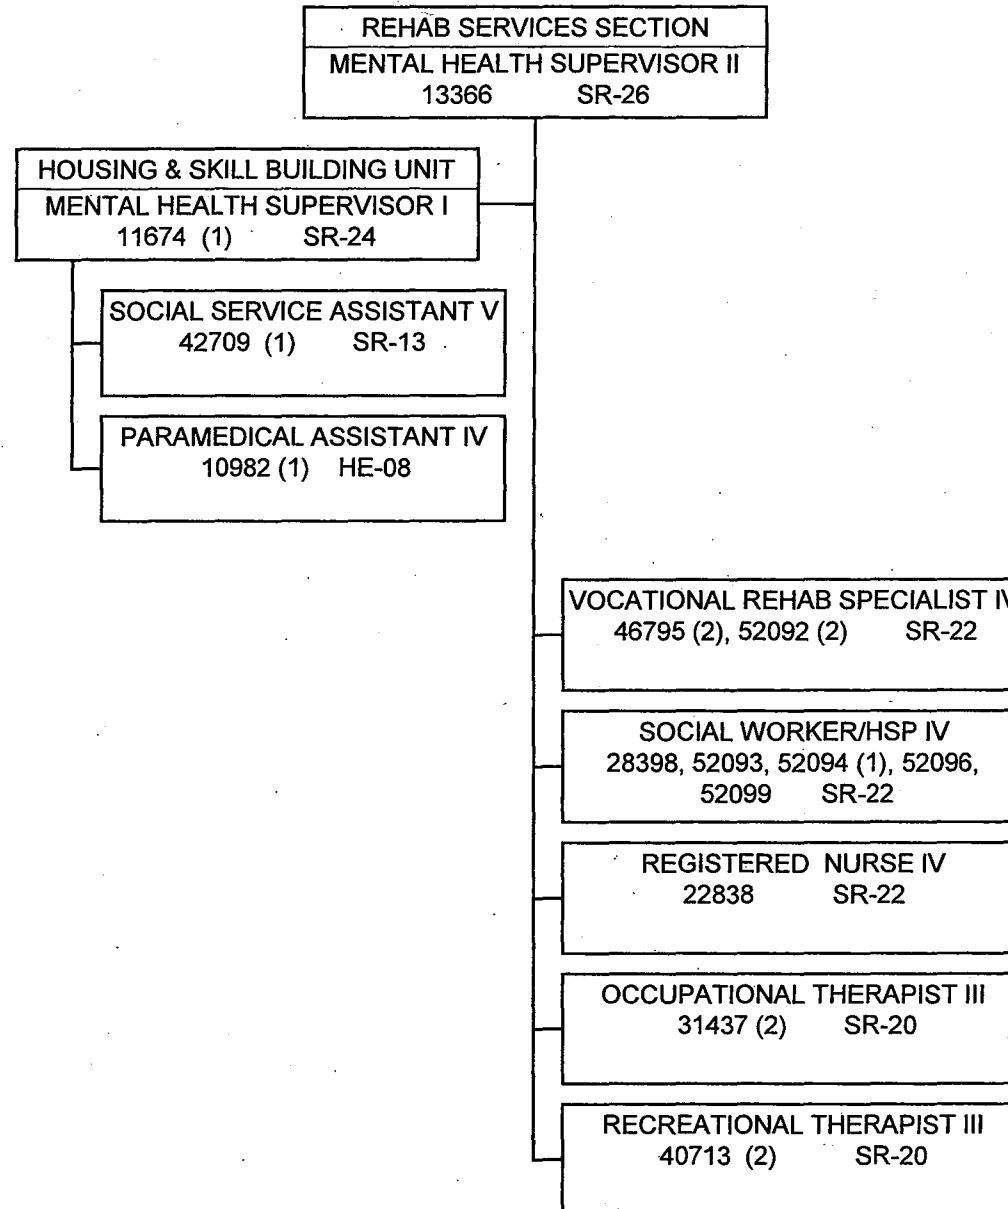 REHAB SERVICES SECTION
MENTAL HEALTH SUPERVISOR II
13366 SR-26
HOUSING & SKILL BUILDING UNIT
MENTAL HEALTH SUPERVISOR I
11674 (1) SR-24
SOCIAL SERVICE ASSISTANT V
42709 (1) SR-13
PARAMEDICAL ASSISTANT IV
10982 (1) HE-08
VOCATIONAL REHAB SPECIALIST IV
46795 (2), 52092 (2) SR-22
SOCIAL WORKER/HSP IV
28398, 52093, 52094 (1), 52096,
52099 SR-22
REGISTERED NURSE IV
22838 SR-22
OCCUPATIONAL THERAPIST III
31437 (2) SR-20
RECREATIONAL THERAPIST III
40713 (2) SR-20